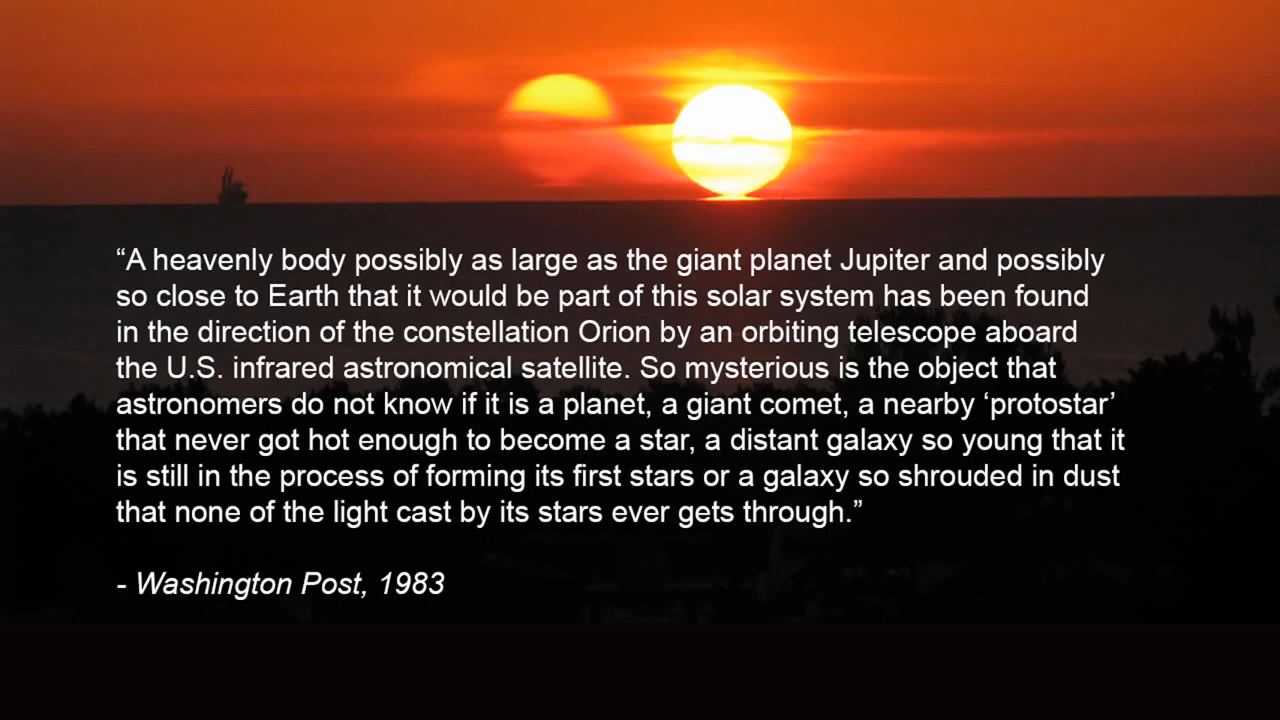 “A heavenly body possibly as large as the giant planet Jupiter and possibly
so close to Earth that it would be part of this solar system has been found
in the direction of the constellation Orion by an orbiting telescope aboard
the U.S. infrared astronomical satellite. So mysterious is the object that
astronomers do not know if it is a planet, a giant comet, a nearby ‘protostar’
that never got hot enough to become a star, a distant galaxy so young that it
is still in the process of forming its first stars or a galaxy so shrouded in dust
that none of the light cast by its stars ever gets through.”
- Washington Post, 1983